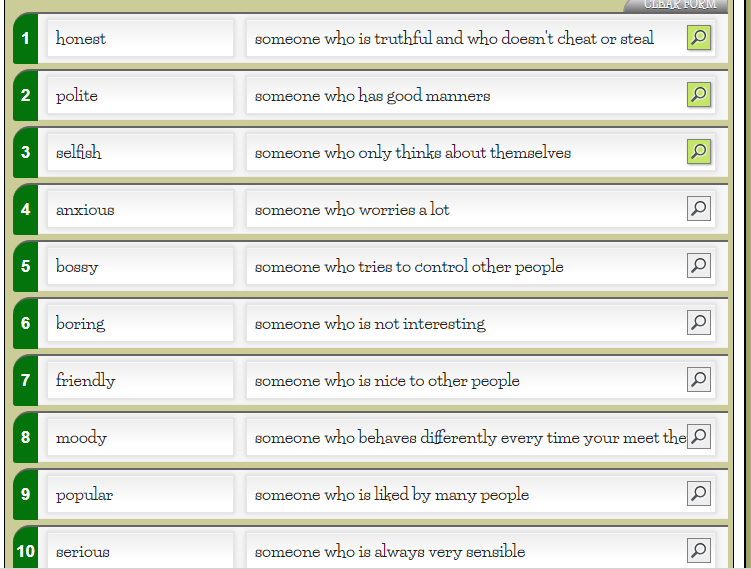 CLEAR FORM
1 honest someone who is truthful and who doesn't cheat or steal
2 polite someone who has good manners
3 selfish someone who only thinks about themselves
4 anxious someone who worries a lot
5 bossy someone who tries to control other people
6 boring someone who is not interesting
7 friendly someone who is nice to other people
8 moody someone who behaves differently every time your meet the
9 popular someone who is liked by many people
10 serious someone who is always very sensible